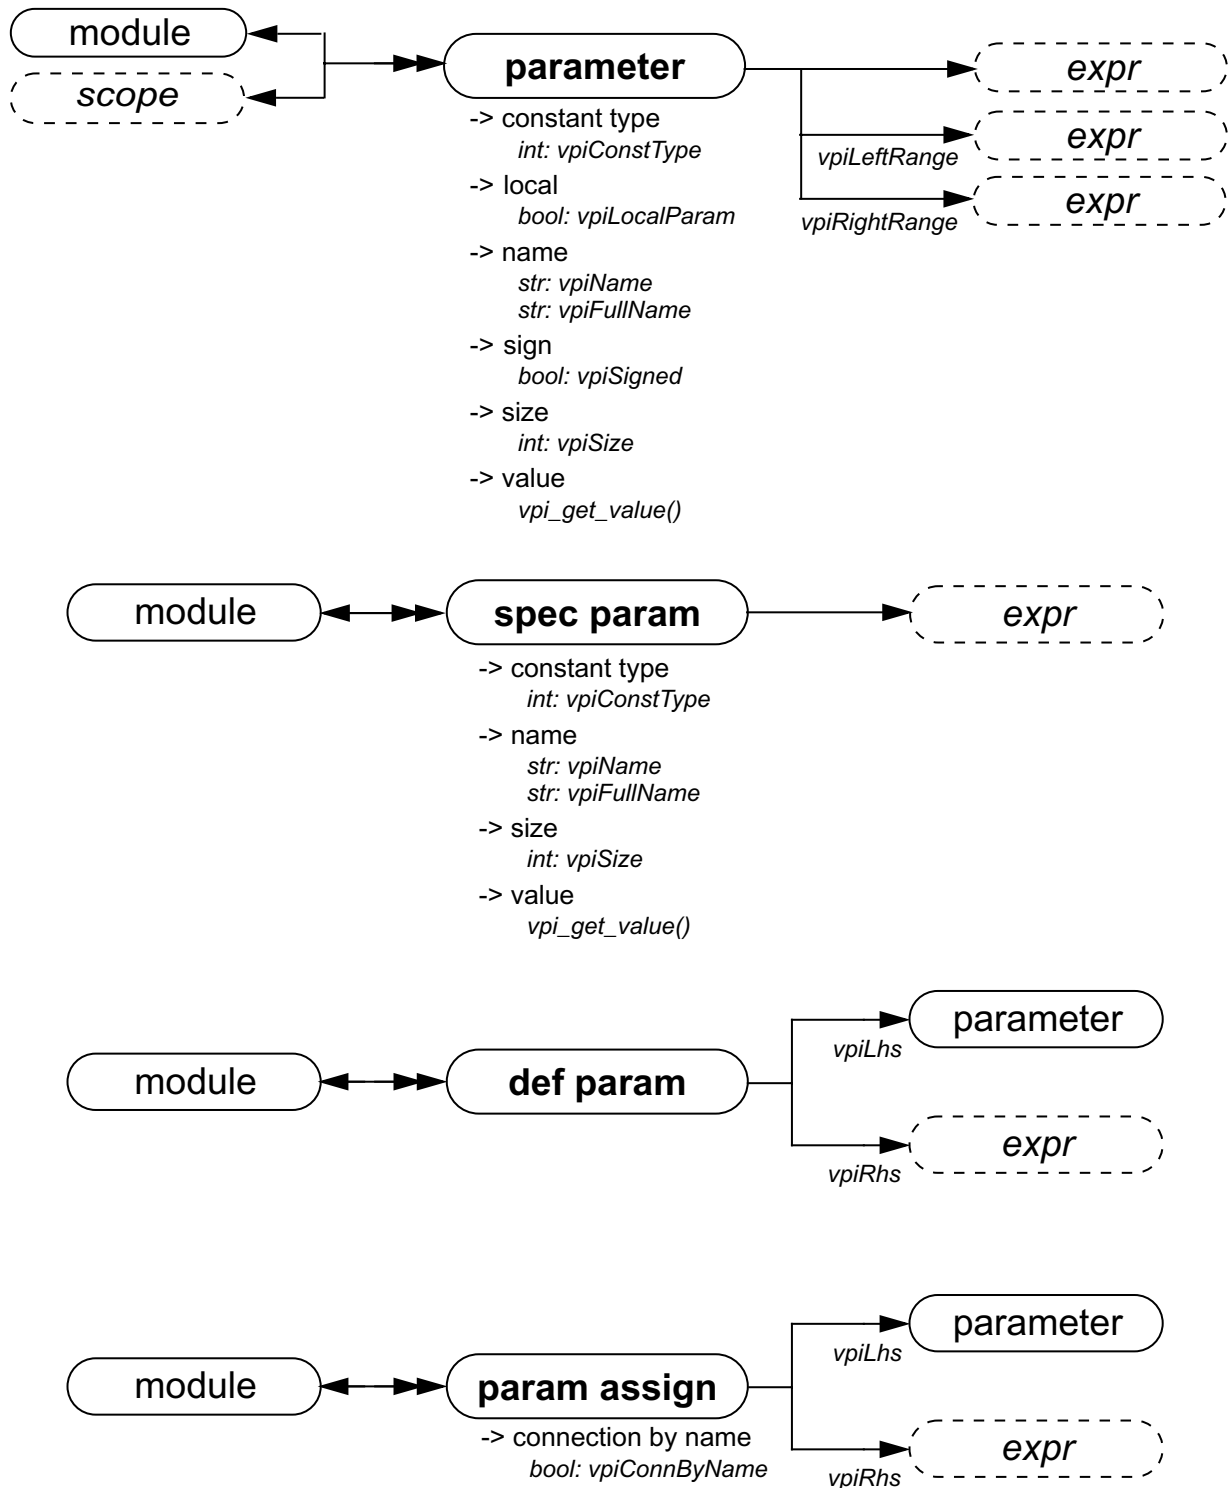 module
scope
parameter
-> constant type
int: vpiConstType
-> local
bool: vpiLocalParam
-> name
str: vpiName
str: vpiFullName
-> sign
bool: vpiSigned
-> size
int: vpiSize
-> value
vpi_get_value()
expr
vpiLeftRange
expr
vpiRightRange
expr
module
spec param
expr
-> constant type
int: vpiConstType
-> name
str: vpiName
str: vpiFullName
-> size
int: vpiSize
-> value
vpi_get_value()
module
def param
vpiLhs
parameter
vpiRhs
expr
module
param assign
-> connection by name
bool: vpiConnByName
vpiLhs
parameter
vpiRhs
expr